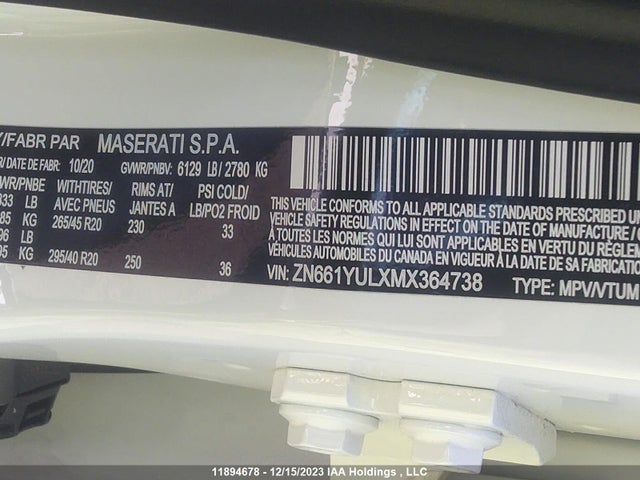 /FABR PAR MASERATI S.P.A.
/DATE DE FABR: 10/20 GVWR/PNBV: 6129 LB / 2780 KG
WR/PNBE WITHTIRES/ RIMS AT/ PSI COLD/
AVEC PNEUS JANTES A LB/PO2 FROID
333 LB
85 KG 265/45 R20 230 33
96 LB
95 KG 295/40 R20 250 36
THIS VEHICLE CONFORMS TO ALL APPLICABLE STANDARDS PRESCRIBED U
VEHICLE SAFETY REGULATIONS IN EFFECT ON THE DATE OF MANUFACTURE / C
À TOUTES LES NORMES QUI LUI SONT APPLICABLES EN VERTU DU RÈGLEM
VÉHICULES AUTOMOBILES DU CANADA EN VIGUEUR À LA DATE DE SA FABRICATIO
VIN: ZN661YULXMX364738 TYPE: MPV/VTUM
11894678 - 12/15/2023 IAA Holdings , LLC